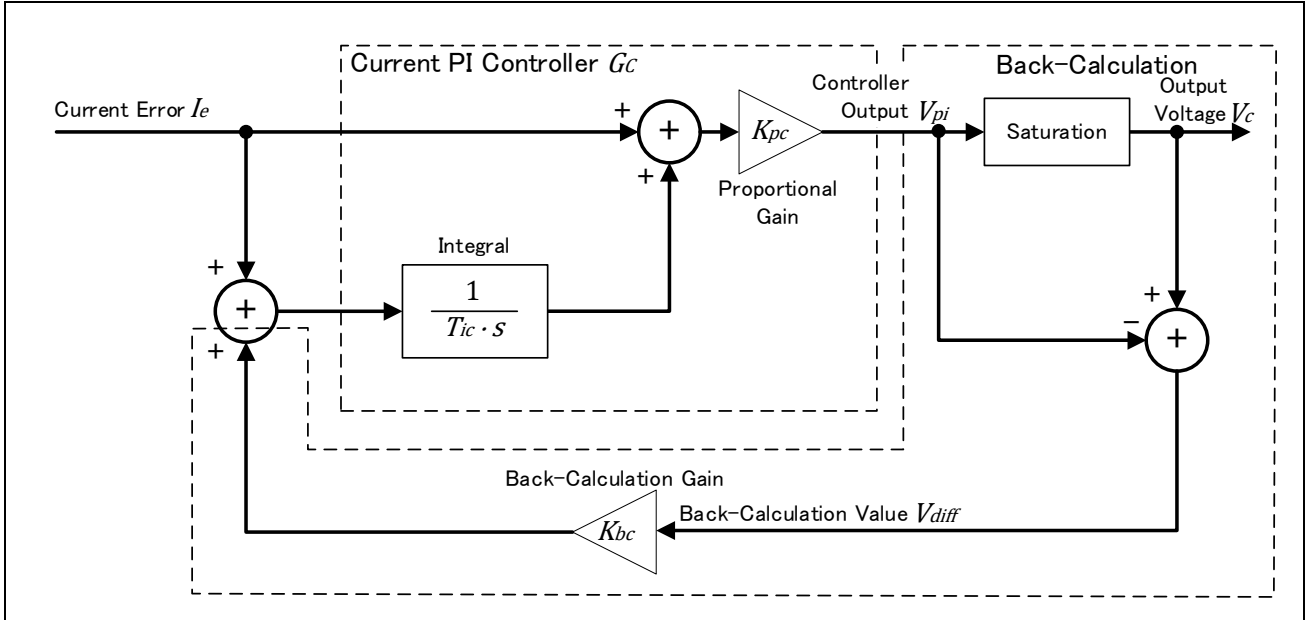 Current PI Controller Gc
Back-Calculation
Current Error Ie
Controller
Output Vpi
Output
Voltage Vc
+
+
+
Kpc
Saturation
Proportional
Gain
Integral
1
Tic · s
+
+
+
+
−
+
Back-Calculation Gain
Kbc
Back-Calculation Value Vdiff